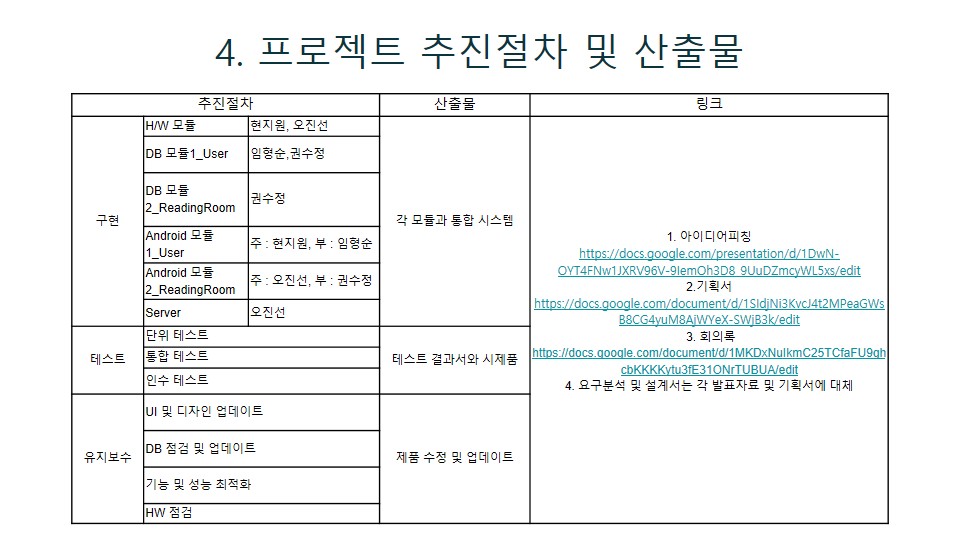 4. 프로젝트 추진절차 및 산출물
추진절차 산출물 링크
구현
H/W 모듈 현지원, 오진선
DB 모듈1_User 임형순,권수정
DB 모듈
2_ReadingRoom
권수정
Android 모듈
1_User
주 : 현지원, 부 : 임형순
Android 모듈
2_ReadingRoom
주 : 오진선, 부 : 권수정
Server 오진선
각 모듈과 통합 시스템
테스트
단위 테스트
통합 테스트
인수 테스트
테스트 결과서와 시제품
유지보수
UI 및 디자인 업데이트
DB 점검 및 업데이트
기능 및 성능 최적화
HW 점검
제품 수정 및 업데이트
1. 아이디어피칭
https://docs.google.com/presentation/d/1DwN-
OYT4FNw1JXRV96V-9IemOh3D8_9UuDZmcyWL5xs/edit
2.기획서
https://docs.google.com/document/d/1SIdjNi3KvcJ4t2MPeaGWs
B8CG4yuM8AjWYeX-SWjB3k/edit
3. 회의록
https://docs.google.com/document/d/1MKDxNulkmC25TCfaFU9gh
cbKKKKytu3fE31ONrTUBUA/edit
4. 요구분석 및 설계서는 각 발표자료 및 기획서에 대체